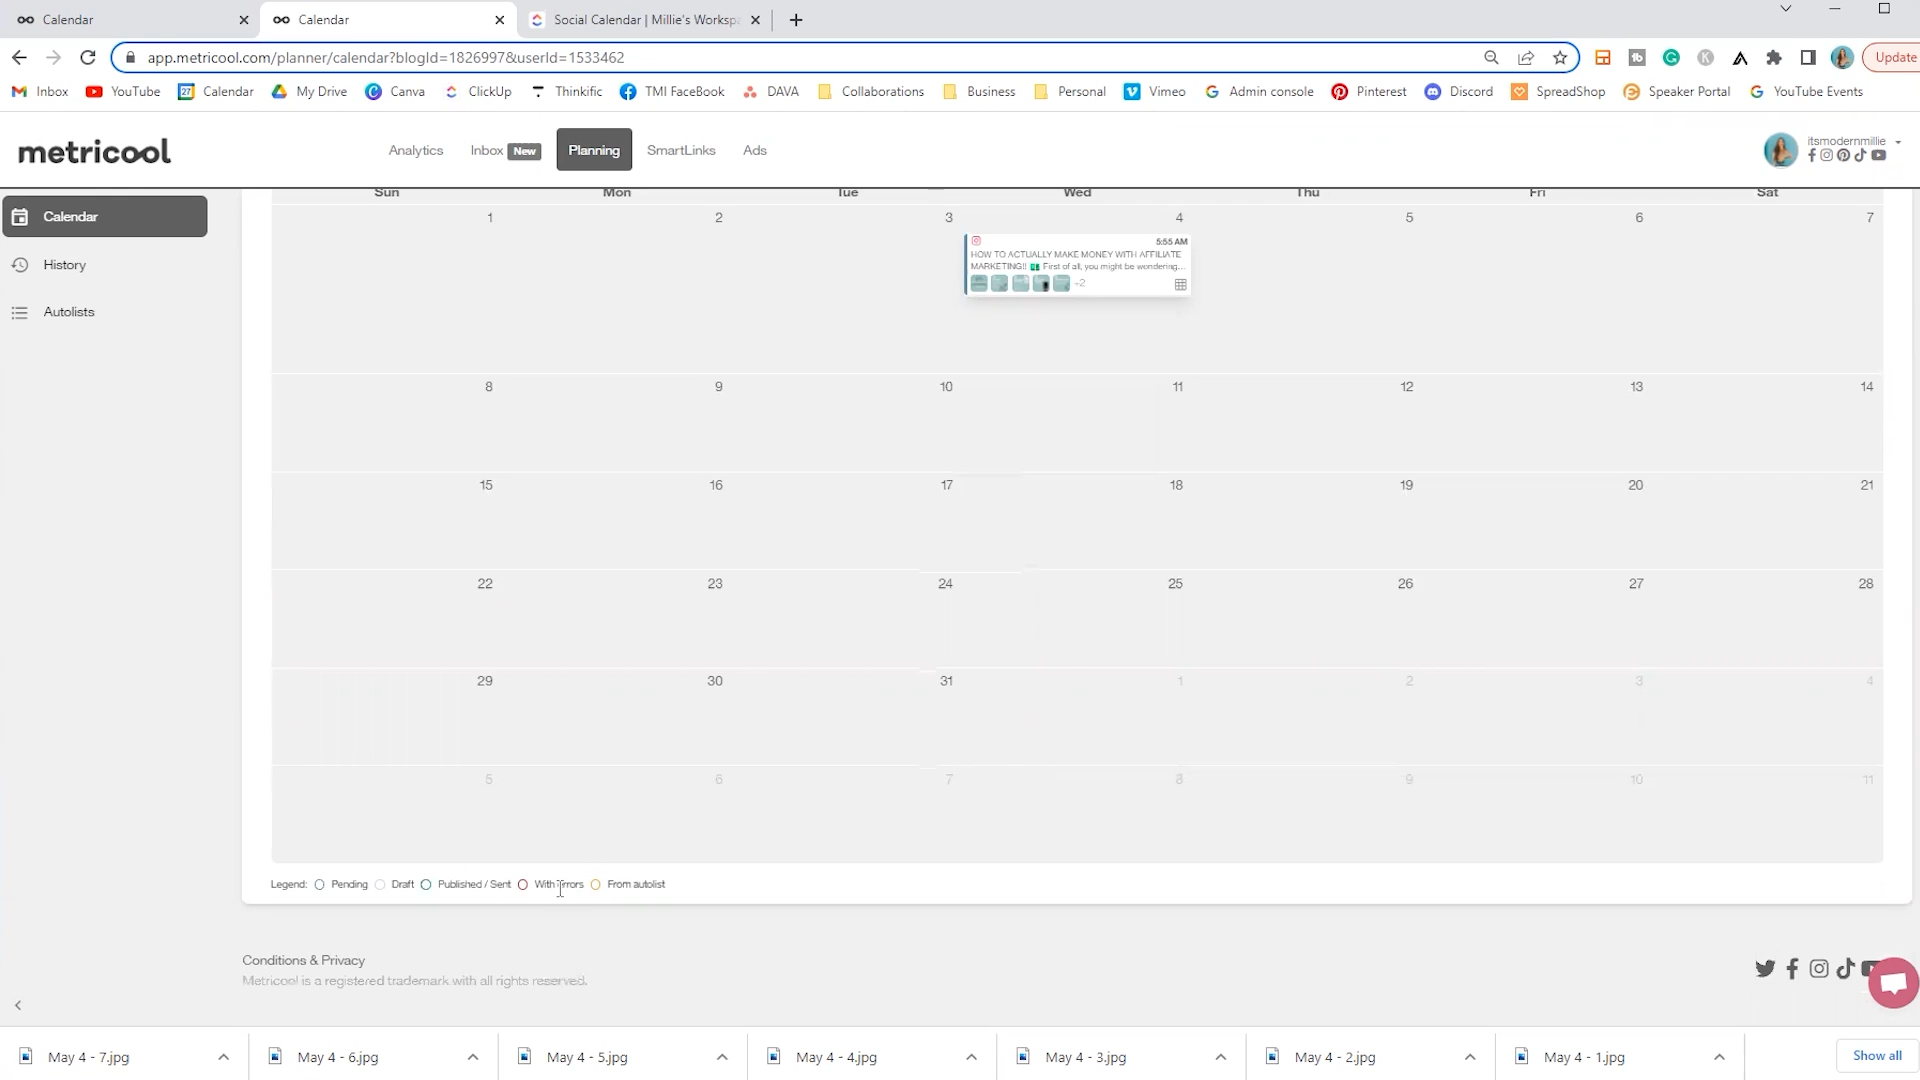 Calendar
Calendar
Social Calendar | Millie's Worksp
app.metricool.com/planner/calendar?blogId=1826997&userId=1533462
Update
Inbox YouTube Calendar My Drive Canva ClickUp Thinkific TMI FaceBook DAVA Collaborations Business Personal Vimeo Admin console Pinterest Discord SpreadShop Speaker Portal YouTube Events
metricool
Analytics Inbox New Planning SmartLinks Ads
itsmodernmillie
Calendar
History
Autolists
Sun Mon Tue Wed Thu Fri Sat
1 2 3 4 5 6 7
5:55 AM
HOW TO ACTUALLY MAKE MONEY WITH AFFILIATE
MARKETING!! 💵 First of all, you might be wondering...
+2
8 9 10 11 12 13 14
15 16 17 18 19 20 21
22 23 24 25 26 27 28
29 30 31 1 2 3 4
5 6 7 8 9 10 11
Legend: Pending Draft Published / Sent With Errors From autolist
Conditions & Privacy
Metricool is a registered trademark with all rights reserved.
May 4 - 7.jpg May 4 - 6.jpg May 4 - 5.jpg May 4 - 4.jpg May 4 - 3.jpg May 4 - 2.jpg May 4 - 1.jpg Show all